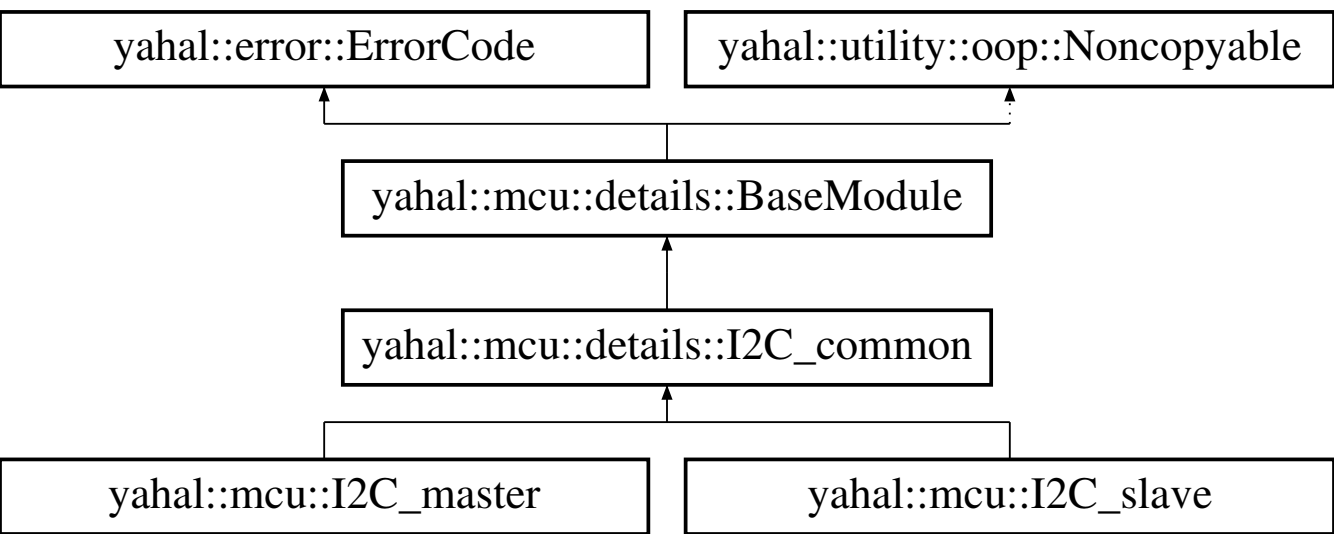 yahal::error::ErrorCode
yahal::utility::oop::Noncopyable
yahal::mcu::details::BaseModule
yahal::mcu::details::I2C_common
yahal::mcu::I2C_master
yahal::mcu::I2C_slave